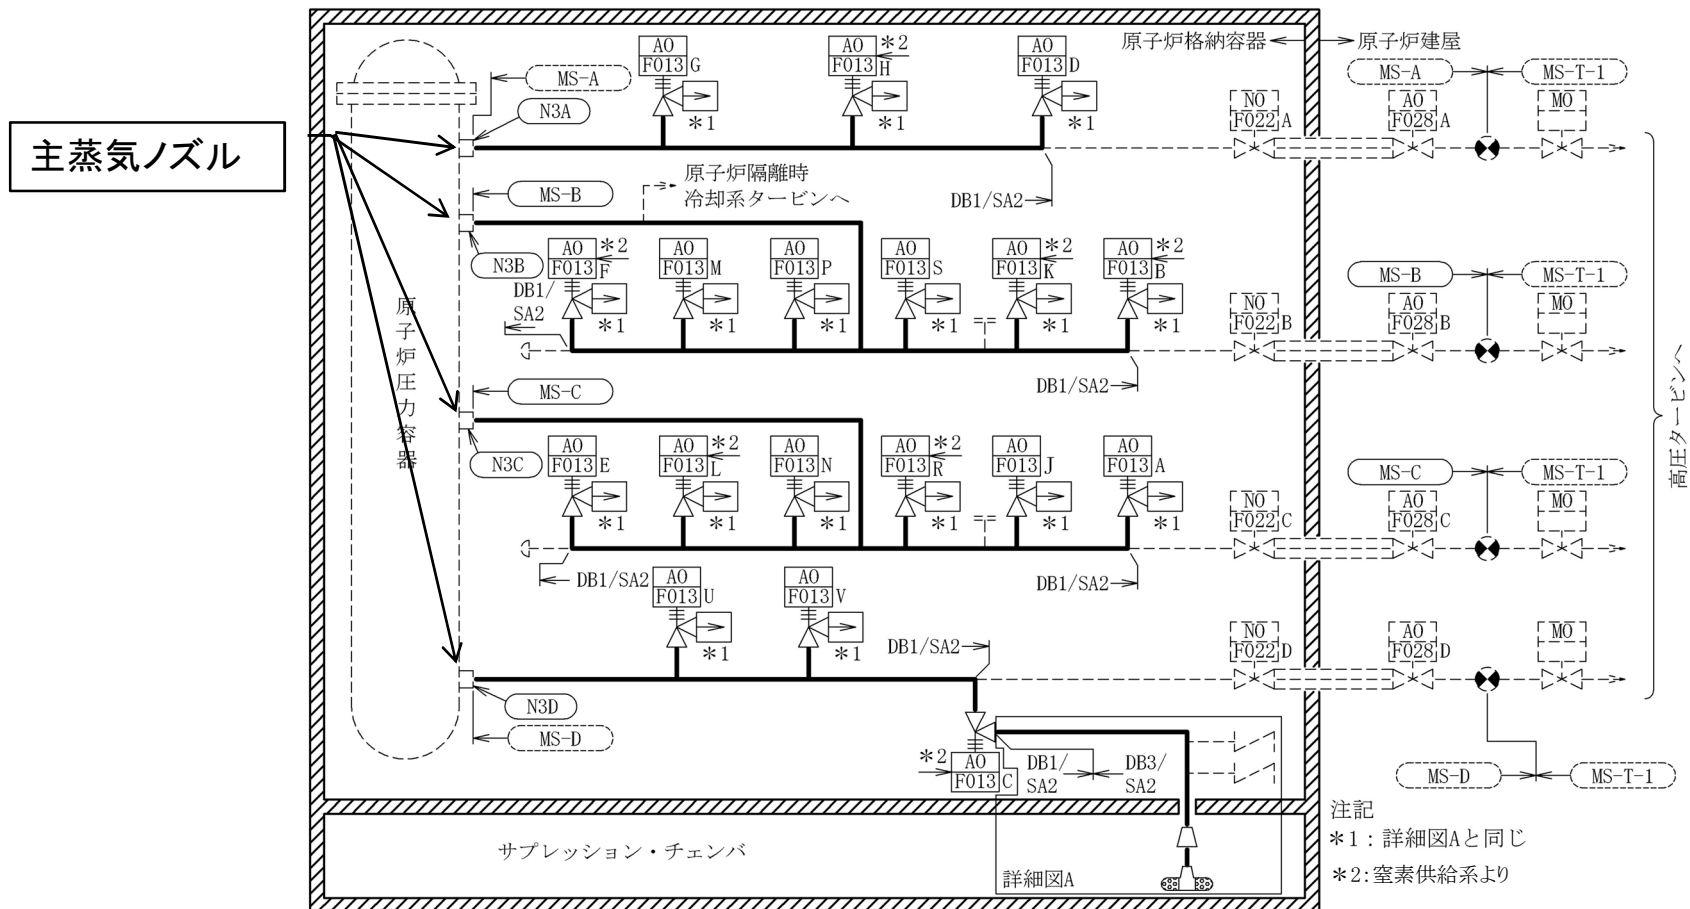 主蒸気ノズル
原子炉格納容器
原子炉建屋
AO
F013 G
AO
F013 H
*2
AO
F013 D
*1
*1
*1
MS-A
N3A
MS-A
MS-T-1
NO
F022 A
AO
F028 A
MO
原子炉隔離時
冷却系タービンへ
DB1/SA2
MS-B
N3B
AO
F013 F
*2
AO
F013 M
AO
F013 P
AO
F013 S
AO
F013 K
*2
AO
F013 B
*2
DB1/
SA2
*1
*1
*1
*1
*1
*1
MS-B
MS-T-1
NO
F022 B
AO
F028 B
MO
DB1/SA2
原子炉圧力容器
MS-C
N3C
AO
F013 E
AO
F013 L
*2
AO
F013 N
AO
F013 R
*2
AO
F013 J
AO
F013 A
*1
*1
*1
*1
*1
*1
MS-C
MS-T-1
NO
F022 C
AO
F028 C
MO
高圧タービンへ
DB1/SA2
DB1/SA2
AO
F013 U
AO
F013 V
*1
*1
DB1/SA2
NO
F022 D
AO
F028 D
MO
N3D
MS-D
*2
AO
F013 C
DB1/
SA2
DB3/
SA2
MS-D
MS-T-1
サプレッション・チェンバ
詳細図A
注記
*1:詳細図Aと同じ
*2:窒素供給系より